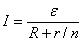 I = ε / (R + r / n)